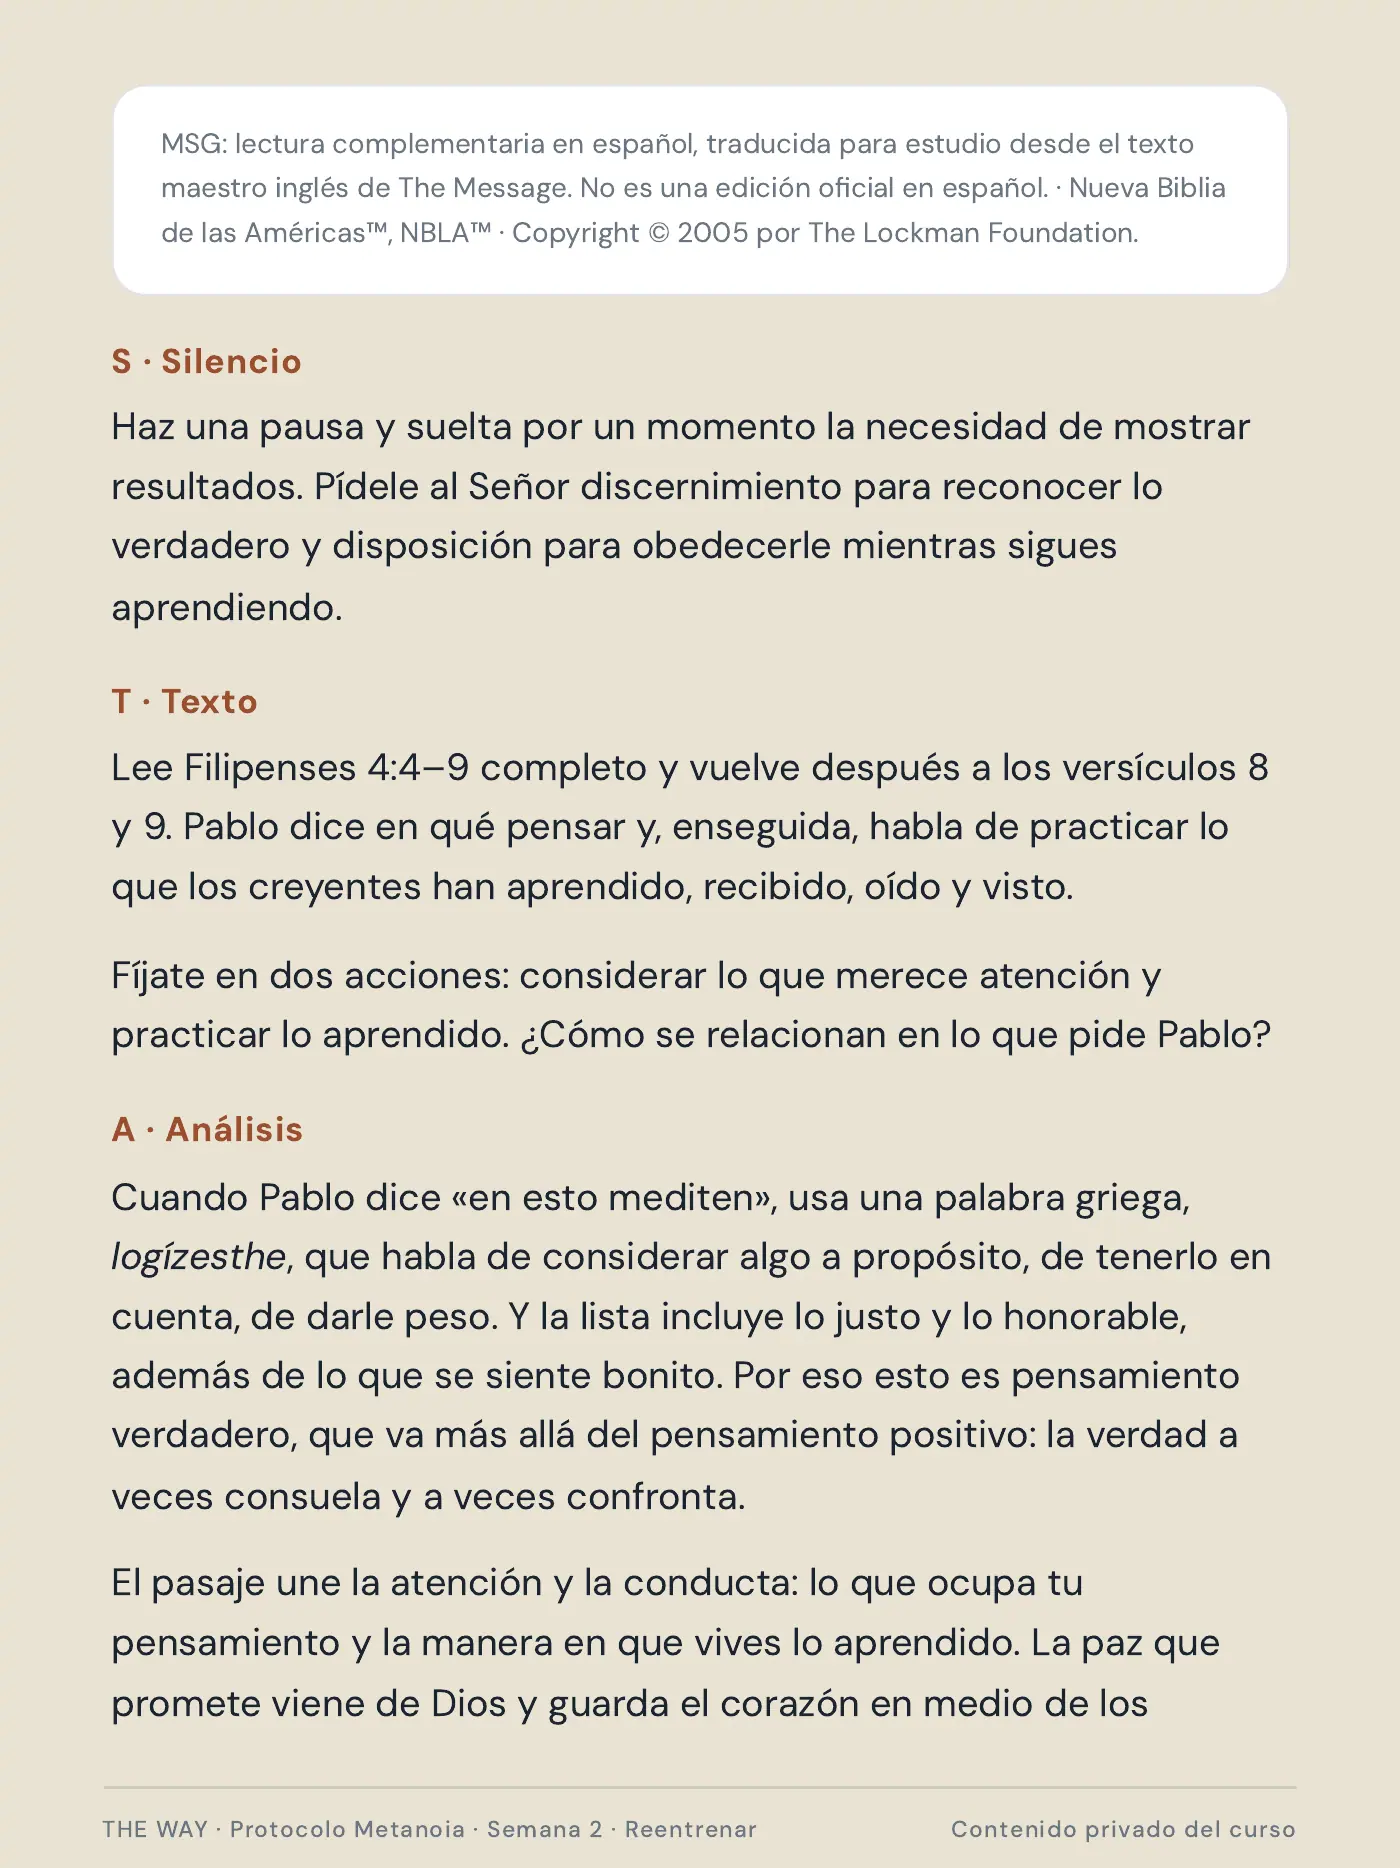 MSG: lectura complementaria en español, traducida para estudio desde el texto
maestro inglés de The Message. No es una edición oficial en español. · Nueva Biblia
de las Américas™, NBLA™ · Copyright © 2005 por The Lockman Foundation.
S · Silencio
Haz una pausa y suelta por un momento la necesidad de mostrar
resultados. Pídele al Señor discernimiento para reconocer lo
verdadero y disposición para obedecerle mientras sigues
aprendiendo.
T · Texto
Lee Filipenses 4:4–9 completo y vuelve después a los versículos 8
y 9. Pablo dice en qué pensar y, enseguida, habla de practicar lo
que los creyentes han aprendido, recibido, oído y visto.
Fíjate en dos acciones: considerar lo que merece atención y
practicar lo aprendido. ¿Cómo se relacionan en lo que pide Pablo?
A · Análisis
Cuando Pablo dice «en esto mediten», usa una palabra griega,
logízesthe, que habla de considerar algo a propósito, de tenerlo en
cuenta, de darle peso. Y la lista incluye lo justo y lo honorable,
además de lo que se siente bonito. Por eso esto es pensamiento
verdadero, que va más allá del pensamiento positivo: la verdad a
veces consuela y a veces confronta.
El pasaje une la atención y la conducta: lo que ocupa tu
pensamiento y la manera en que vives lo aprendido. La paz que
promete viene de Dios y guarda el corazón en medio de los
THE WAY · Protocolo Metanoia · Semana 2 · Reentrenar
Contenido privado del curso